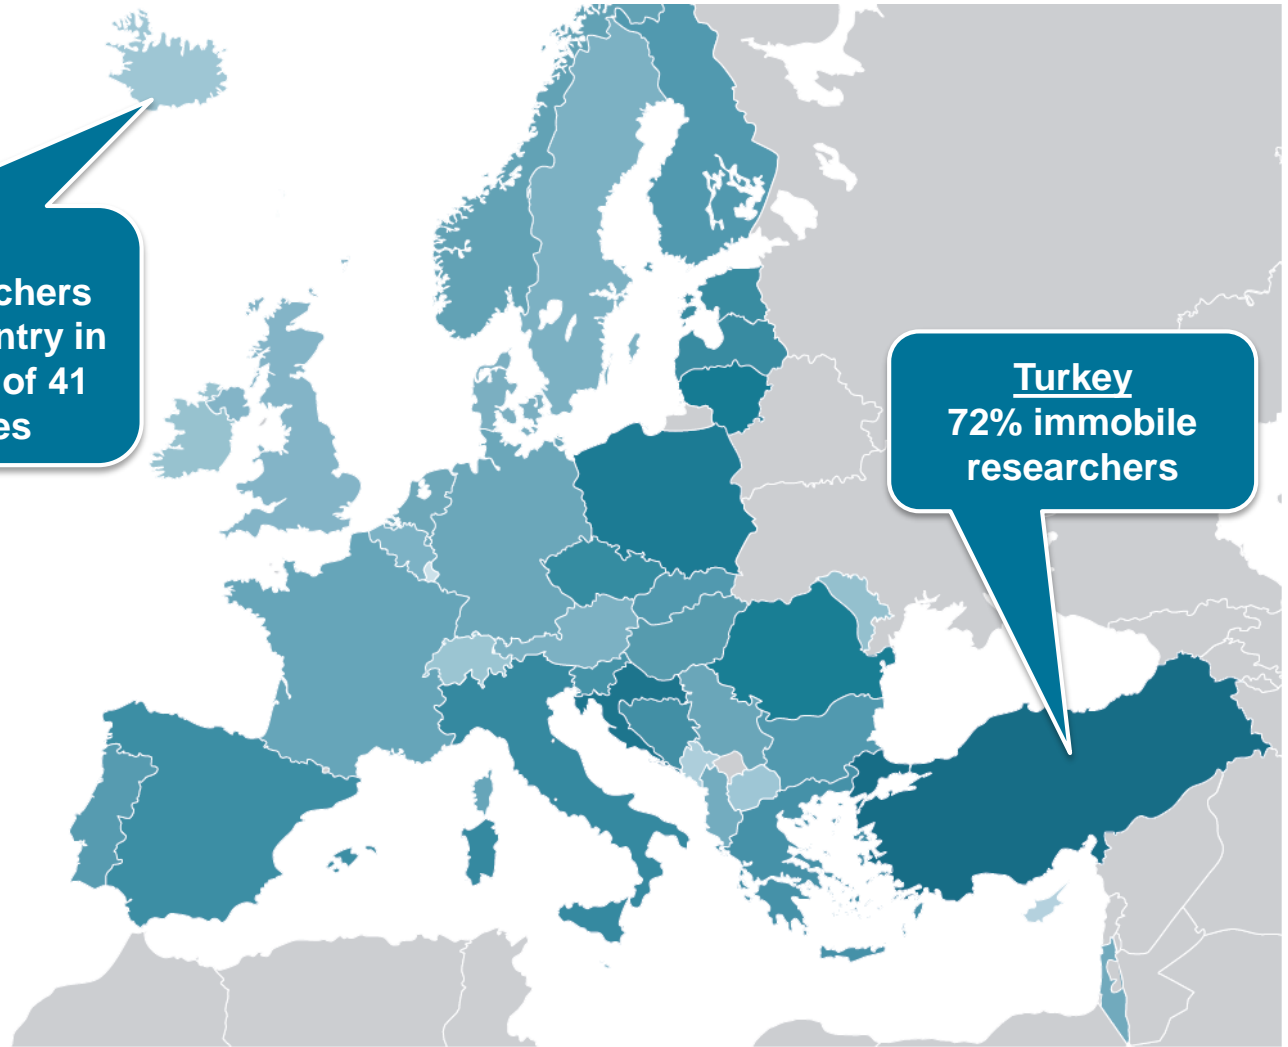 chers
ntry in
of 41
es
Turkey
72% immobile
researchers